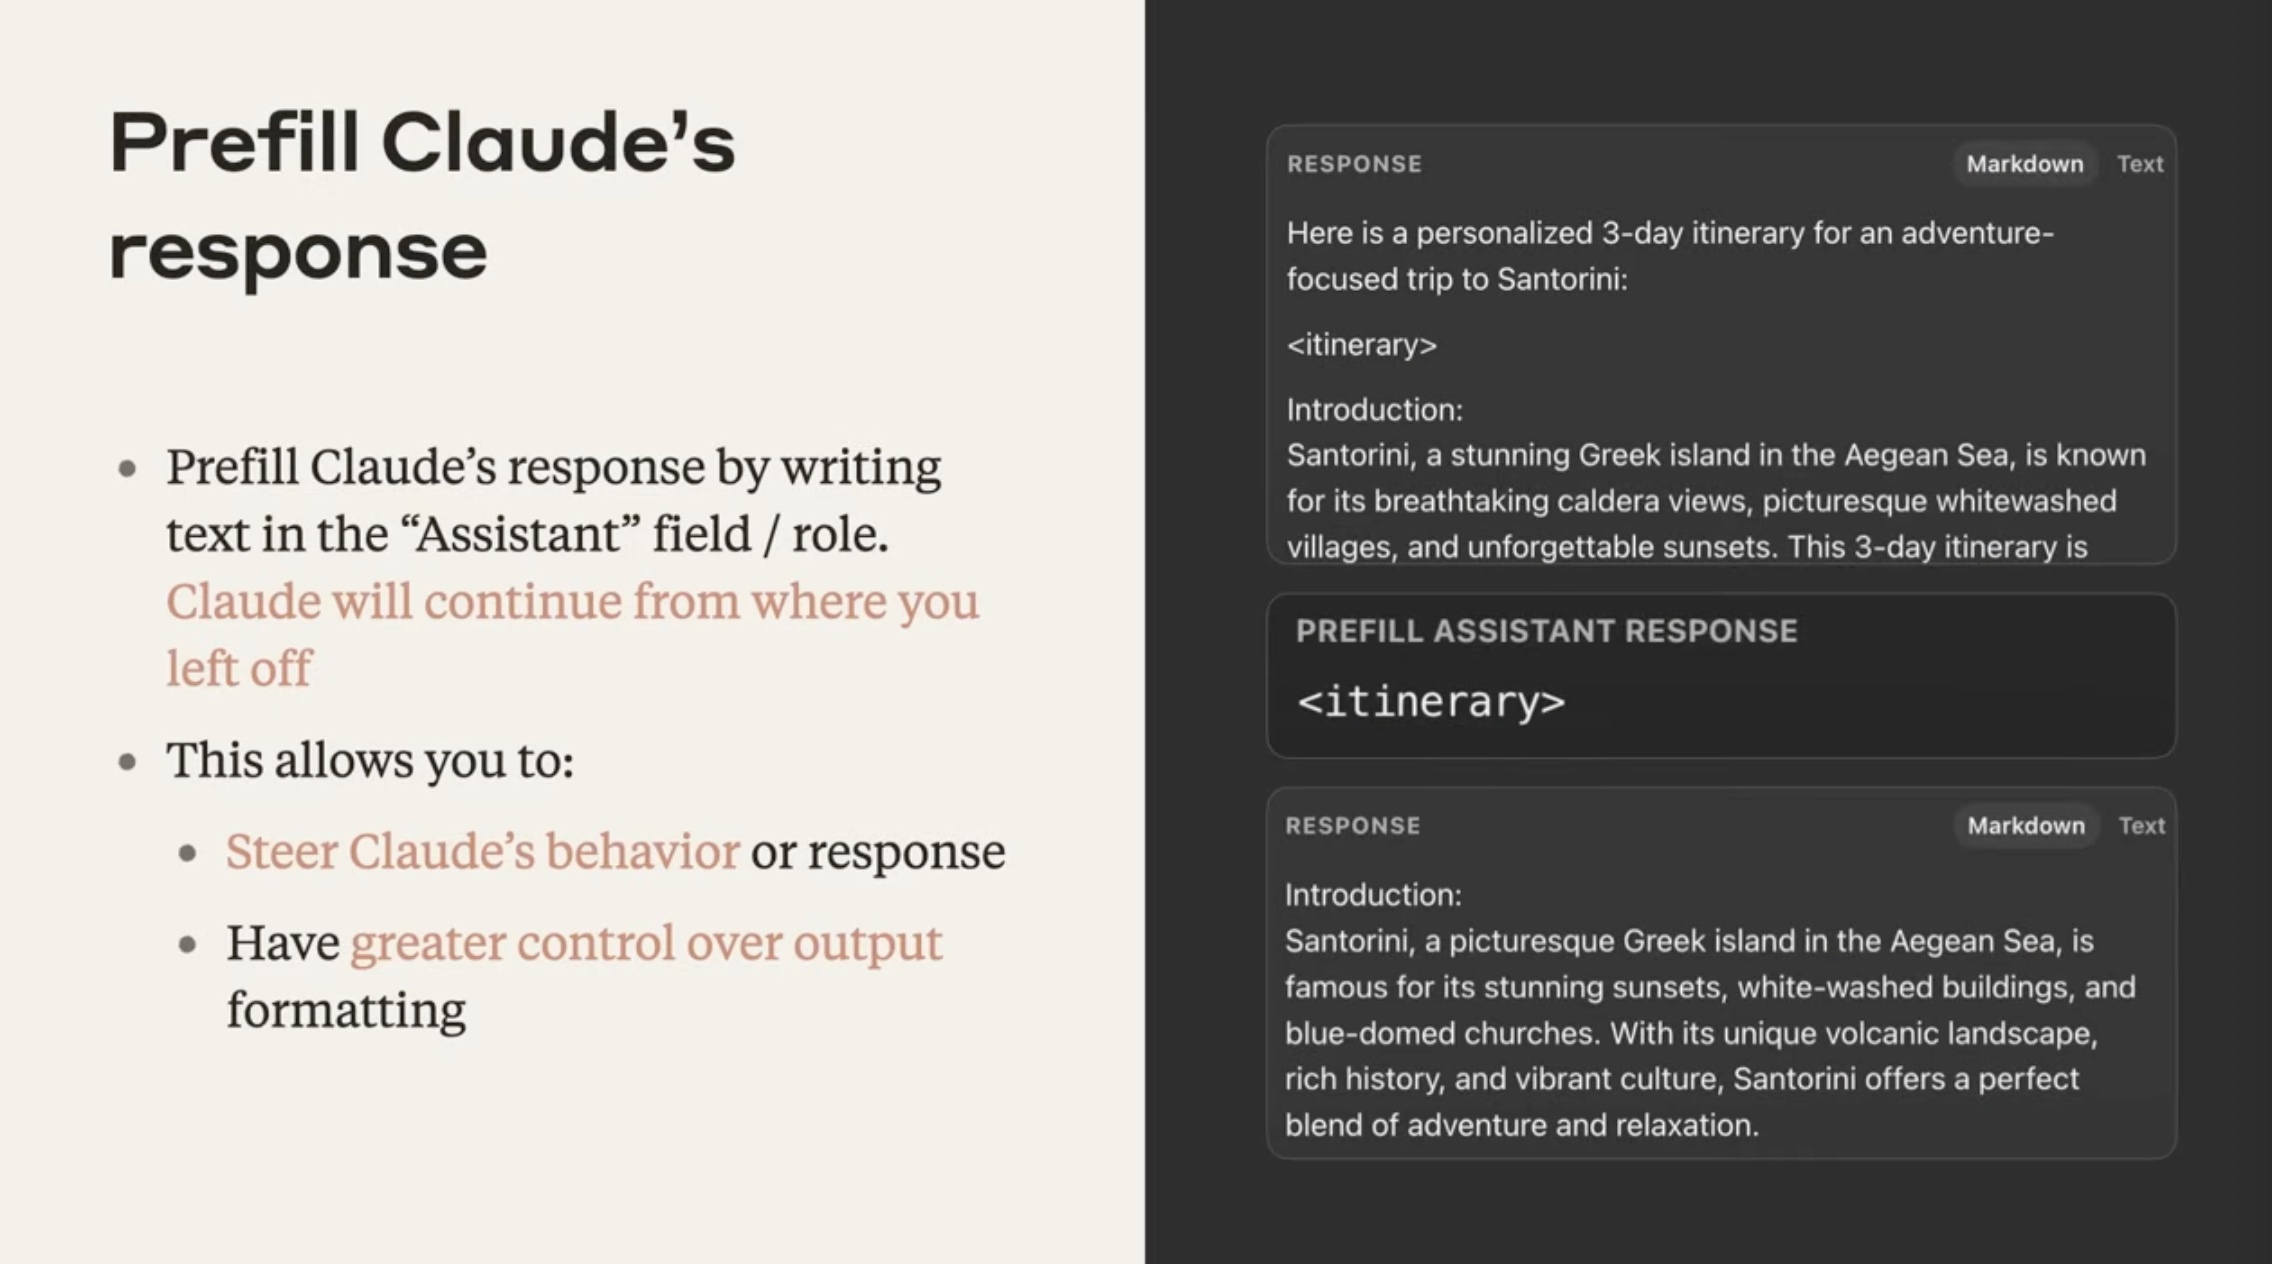 Prefill Claude’s
response
Prefill Claude’s response by writing
text in the “Assistant” field / role.
Claude will continue from where you
left off
This allows you to:
Steer Claude’s behavior or response
Have greater control over output
formatting
RESPONSE Markdown Text
Here is a personalized 3-day itinerary for an adventure-
focused trip to Santorini:
<itinerary>
Introduction:
Santorini, a stunning Greek island in the Aegean Sea, is known
for its breathtaking caldera views, picturesque whitewashed
villages, and unforgettable sunsets. This 3-day itinerary is
PREFILL ASSISTANT RESPONSE
<itinerary>
RESPONSE Markdown Text
Introduction:
Santorini, a picturesque Greek island in the Aegean Sea, is
famous for its stunning sunsets, white-washed buildings, and
blue-domed churches. With its unique volcanic landscape,
rich history, and vibrant culture, Santorini offers a perfect
blend of adventure and relaxation.